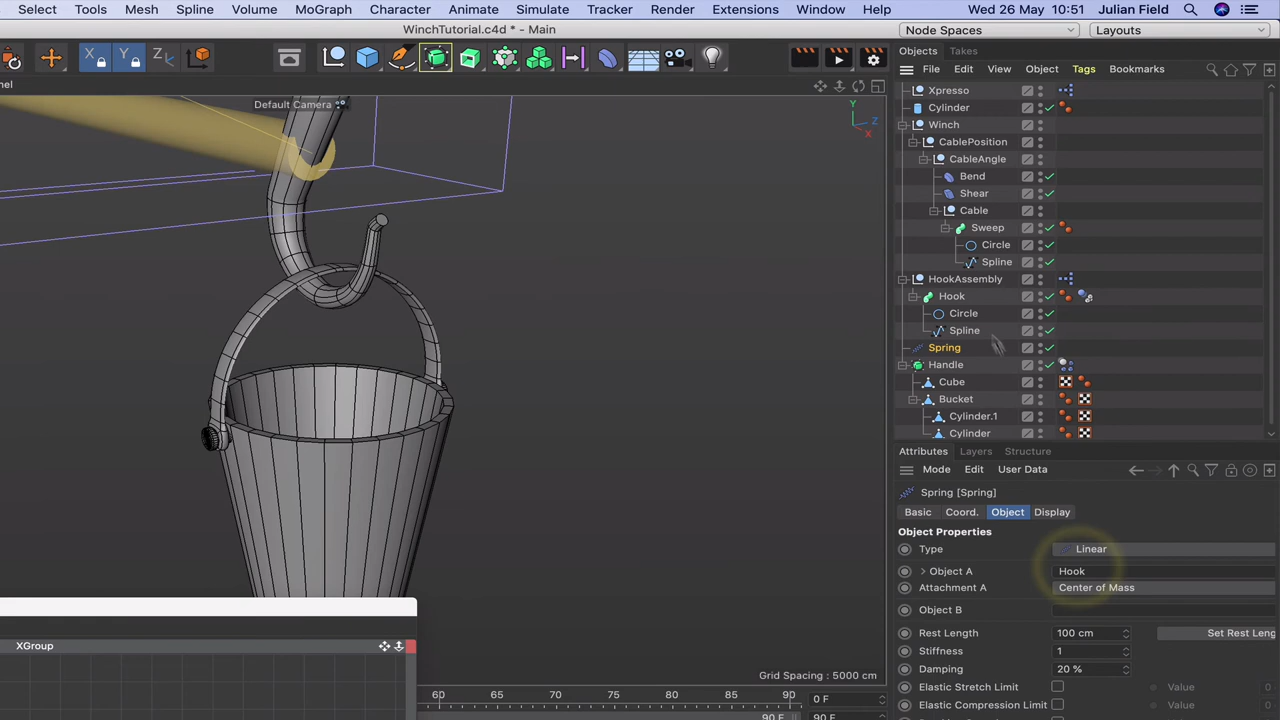 Select Tools Mesh Spline Volume MoGraph Character Animate Simulate Tracker Render Extensions Window Help Wed 26 May 10:51 Julian Field
WinchTutorial.c4d * - Main
Node Spaces Layouts
X Y Z
Objects Takes
File Edit View Object Tags Bookmarks
nel
Default Camera
Y
Z
X
Xpresso
Cylinder
Winch
CablePosition
CableAngle
Bend
Shear
Cable
Sweep
Circle
Spline
HookAssembly
Hook
Circle
Spline
Spring
Handle
Cube
Bucket
Cylinder.1
Cylinder
Attributes Layers Structure
Mode Edit User Data
Spring [Spring]
Basic Coord. Object Display
Object Properties
Type Linear
Object A Hook
Attachment A Center of Mass
Object B
Rest Length 100 cm Set Rest Leng
Stiffness 1
Damping 20 %
Elastic Stretch Limit Value 0
Elastic Compression Limit Value 0
XGroup
Grid Spacing : 5000 cm
60 65 70 75 80 85 90 0 F
90 F 90 F